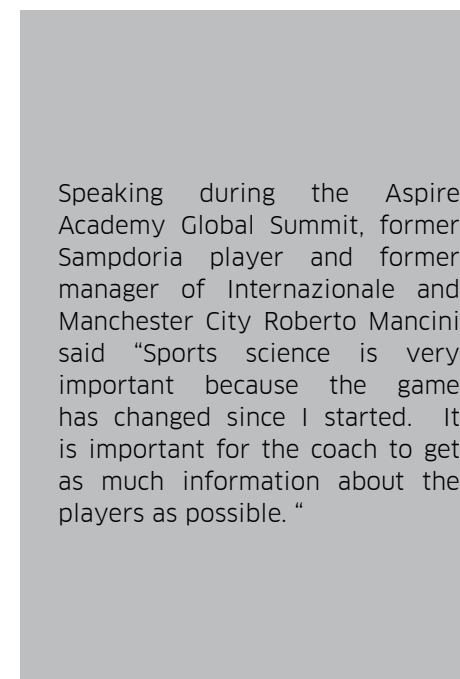 Speaking during the Aspire
Academy Global Summit, former
Sampdoria player and former
manager of Internazionale and
Manchester City Roberto Mancini
said “Sports science is very
important because the game
has changed since I started. It
is important for the coach to get
as much information about the
players as possible. “